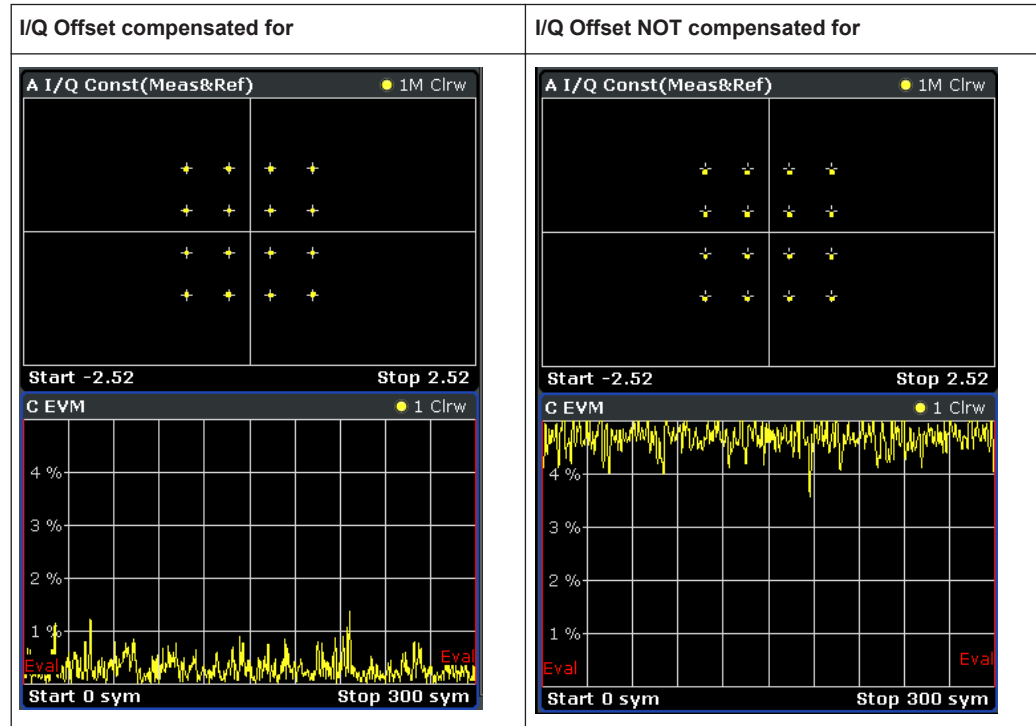 I/Q Offset compensated for
I/Q Offset NOT compensated for
A I/Q Const(Meas&Ref)
1M Clrw
Start -2.52
Stop 2.52
C EVM
1 Clrw
4 %
3 %
2 %
1 %
Eval
Eval
Start 0 sym
Stop 300 sym
A I/Q Const(Meas&Ref)
1M Clrw
Start -2.52
Stop 2.52
C EVM
1 Clrw
4 %
3 %
2 %
1 %
Eval
Eval
Start 0 sym
Stop 300 sym